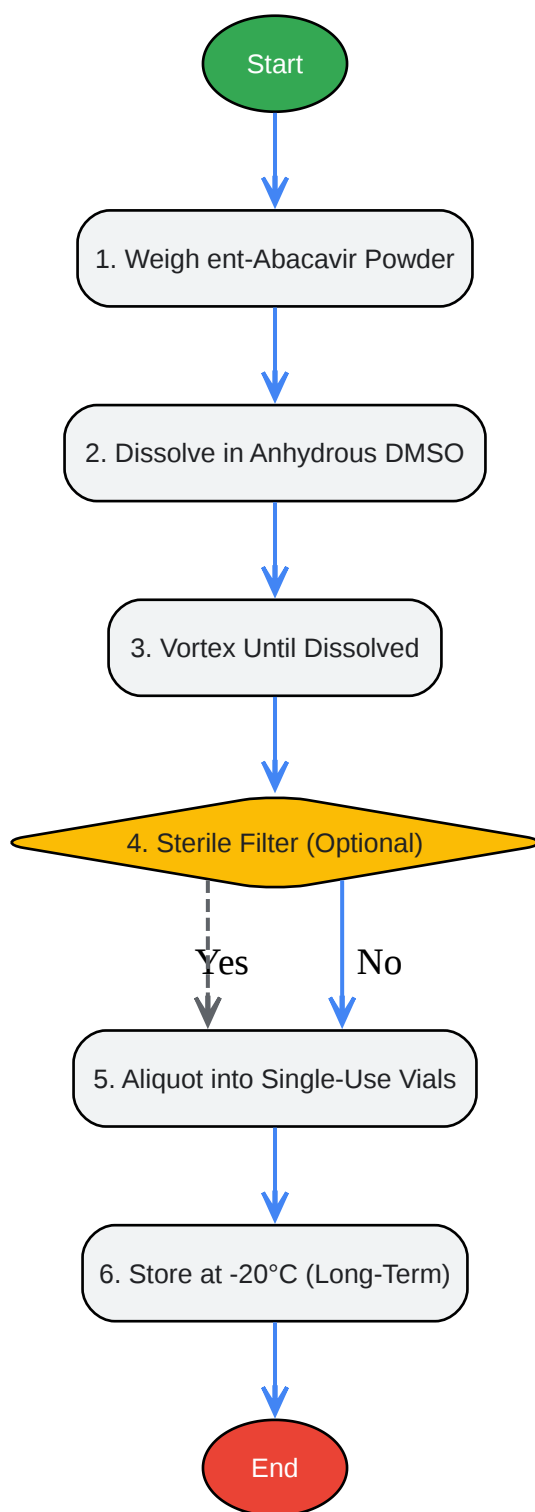 Start
1. Weigh ent-Abacavir Powder
2. Dissolve in Anhydrous DMSO
3. Vortex Until Dissolved
4. Sterile Filter (Optional)
Yes
No
5. Aliquot into Single-Use Vials
6. Store at -20°C (Long-Term)
End